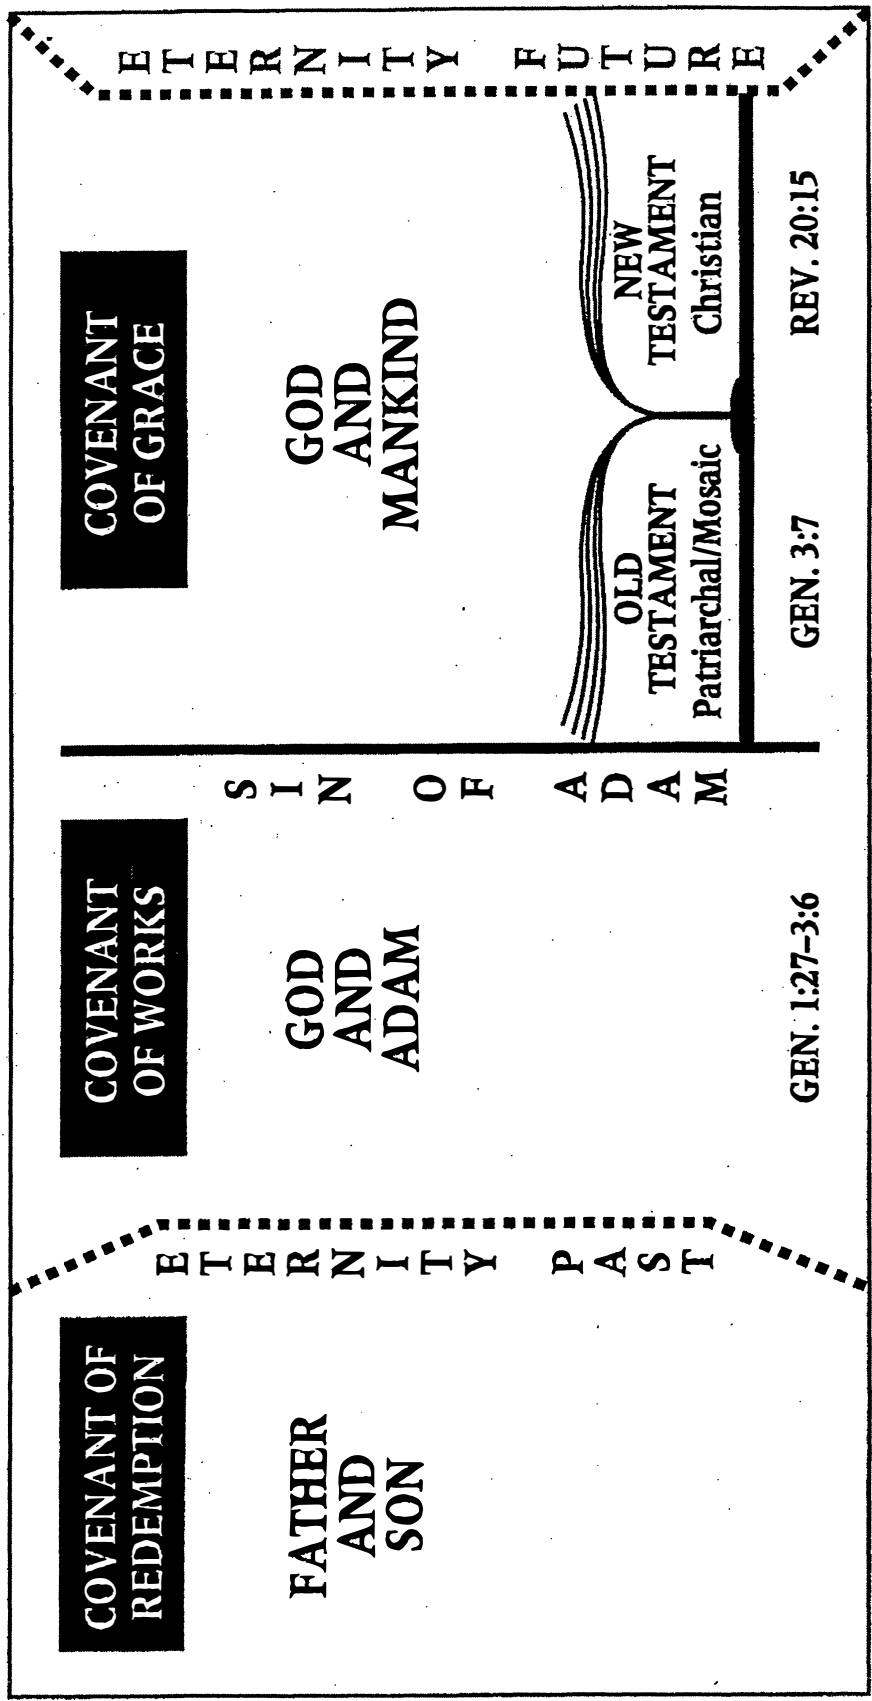 COVENANT OF
REDEMPTION
FATHER
AND
SON
ETERNITY PAST
COVENANT
OF WORKS
GOD
AND
ADAM
GEN. 1:27–3:6
SIN OF ADAM
COVENANT
OF GRACE
GOD
AND
MANKIND
OLD
TESTAMENT
Patriarchal/Mosaic
GEN. 3:7
NEW
TESTAMENT
Christian
REV. 20:15
ETERNITY FUTURE